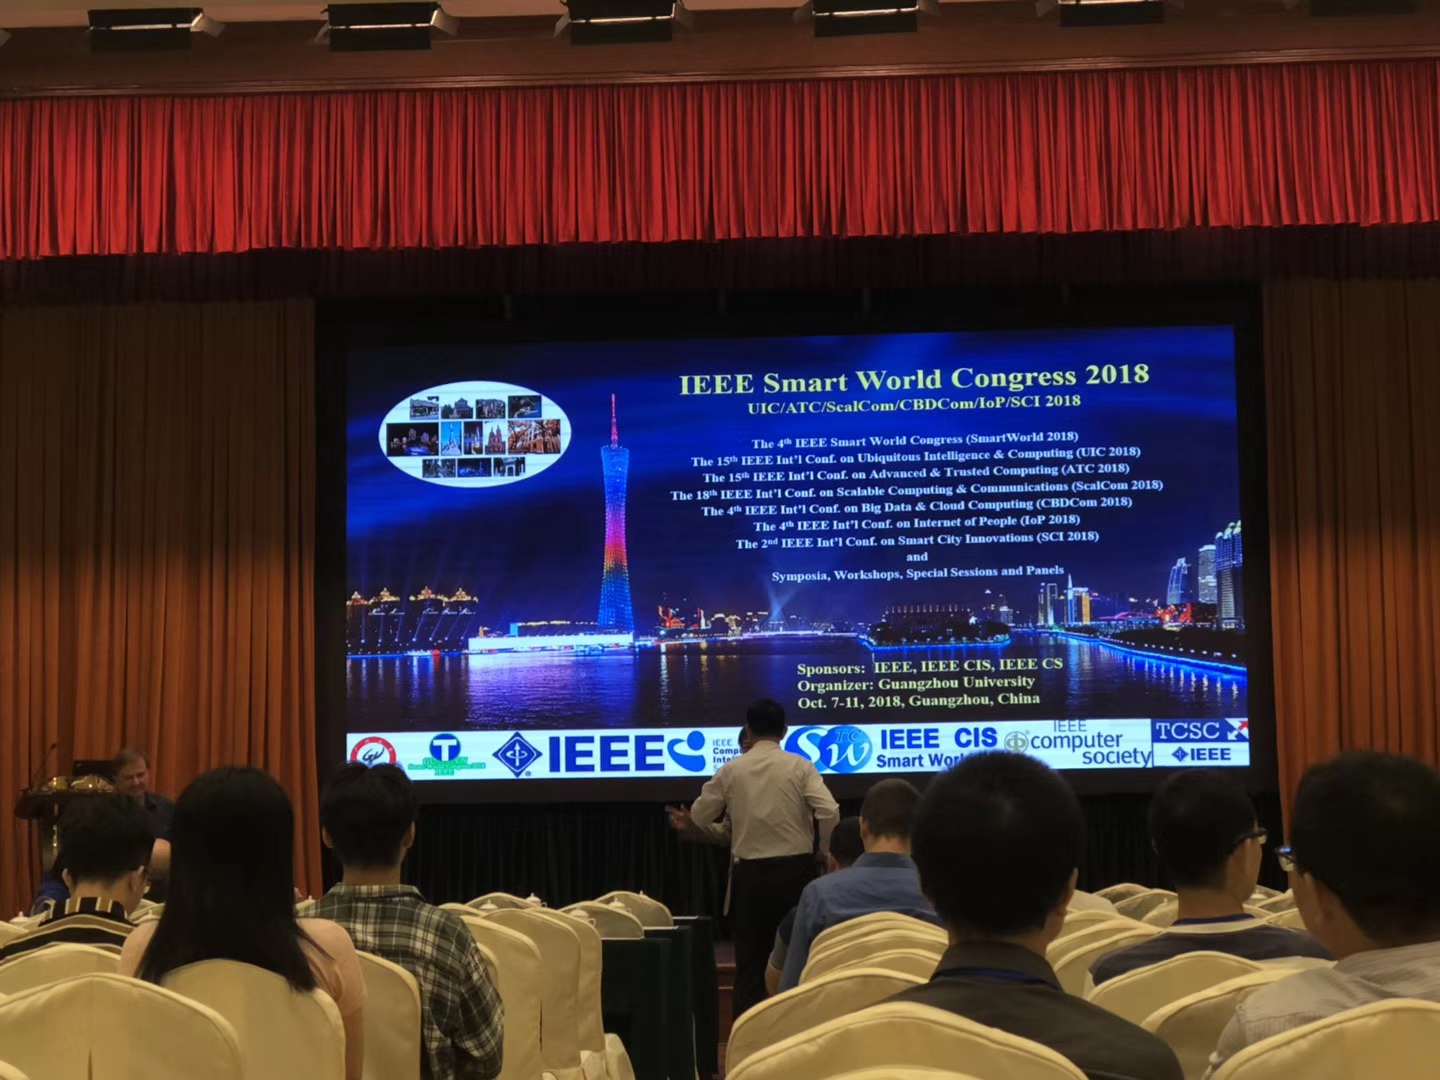 IEEE Smart World Congress 2018
UIC/ATC/ScalCom/CBDCom/IoP/SCI 2018
The 4th IEEE Smart World Congress (SmartWorld 2018)
The 15th IEEE Int'l Conf. on Ubiquitous Intelligence & Computing (UIC 2018)
The 15th IEEE Int'l Conf. on Advanced & Trusted Computing (ATC 2018)
The 18th IEEE Int'l Conf. on Scalable Computing & Communications (ScalCom 2018)
The 4th IEEE Int'l Conf. on Big Data & Cloud Computing (CBDCom 2018)
The 4th IEEE Int'l Conf. on Internet of People (IoP 2018)
The 2nd IEEE Int'l Conf. on Smart City Innovations (SCI 2018)
and
Symposia, Workshops, Special Sessions and Panels
Sponsors: IEEE, IEEE CIS, IEEE CS
Organizer: Guangzhou University
Oct. 7-11, 2018, Guangzhou, China
T
IEEE
IEEE
TC
SW
IEEE CIS
Smart Wor
IEEE
computer
society
TCSC
IEEE